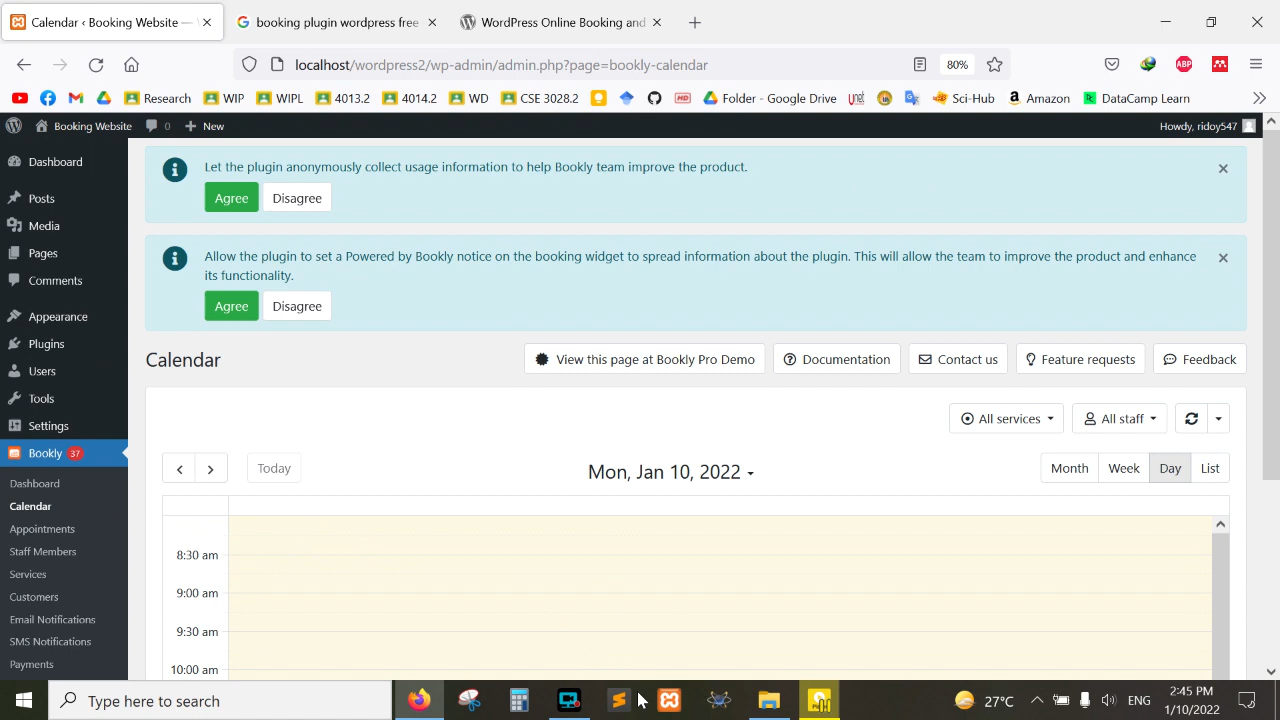 Calendar ‹ Booking Website —
booking plugin wordpress free
WordPress Online Booking and
localhost/wordpress2/wp-admin/admin.php?page=bookly-calendar
80%
Research
WIP
WIPL
4013.2
4014.2
WD
CSE 3028.2
Folder - Google Drive
Sci-Hub
Amazon
DataCamp Learn
Booking Website
0
New
Howdy, ridoy547
Dashboard
Posts
Media
Pages
Comments
Appearance
Plugins
Users
Tools
Settings
Bookly 37
Dashboard
Calendar
Appointments
Staff Members
Services
Customers
Email Notifications
SMS Notifications
Payments
Let the plugin anonymously collect usage information to help Bookly team improve the product.
Agree
Disagree
Allow the plugin to set a Powered by Bookly notice on the booking widget to spread information about the plugin. This will allow the team to improve the product and enhance
its functionality.
Agree
Disagree
Calendar
View this page at Bookly Pro Demo
Documentation
Contact us
Feature requests
Feedback
All services
All staff
Today
Mon, Jan 10, 2022
Month
Week
Day
List
8:30 am
9:00 am
9:30 am
10:00 am
Type here to search
27°C
ENG
2:45 PM
1/10/2022